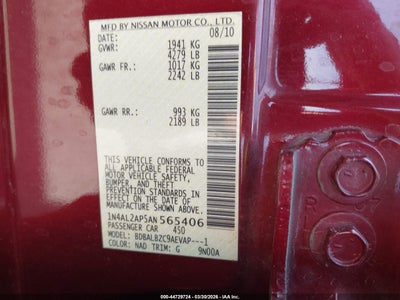 MFD BY NISSAN MOTOR CO., LTD.
DATE: 08/10
GVWR: 1941 KG
4279 LB
GAWR FR.: 1017 KG
2242 LB
GAWR RR.: 993 KG
2189 LB
THIS VEHICLE CONFORMS TO
ALL APPLICABLE FEDERAL
MOTOR VEHICLE SAFETY,
BUMPER, AND THEFT
PREVENTION STANDARDS
IN EFFECT ON THE DATE OF
MANUFACTURE SHOWN ABOVE.
1N4AL2AP5AN565406
PASSENGER CAR 450
MODEL: BDBALBZC9AEVAP---1
COLOR: NAD TRIM: G 9N00A
000-44729724 | 03/30/2026 | IAA, Inc.